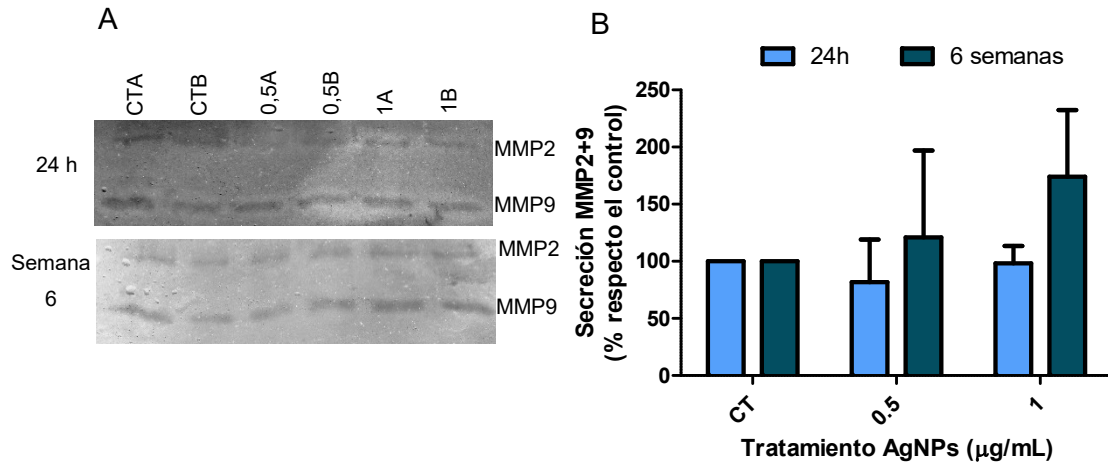 A
CTA CTB 0,5A 0,5B 1A 1B
24 h
MMP2
MMP9
Semana
6
MMP2
MMP9
B
24h 6 semanas
Secreción MMP2+9
(% respecto el control)
250
200
150
100
50
0
CT 0.5 1
Tratamiento AgNPs (μg/mL)